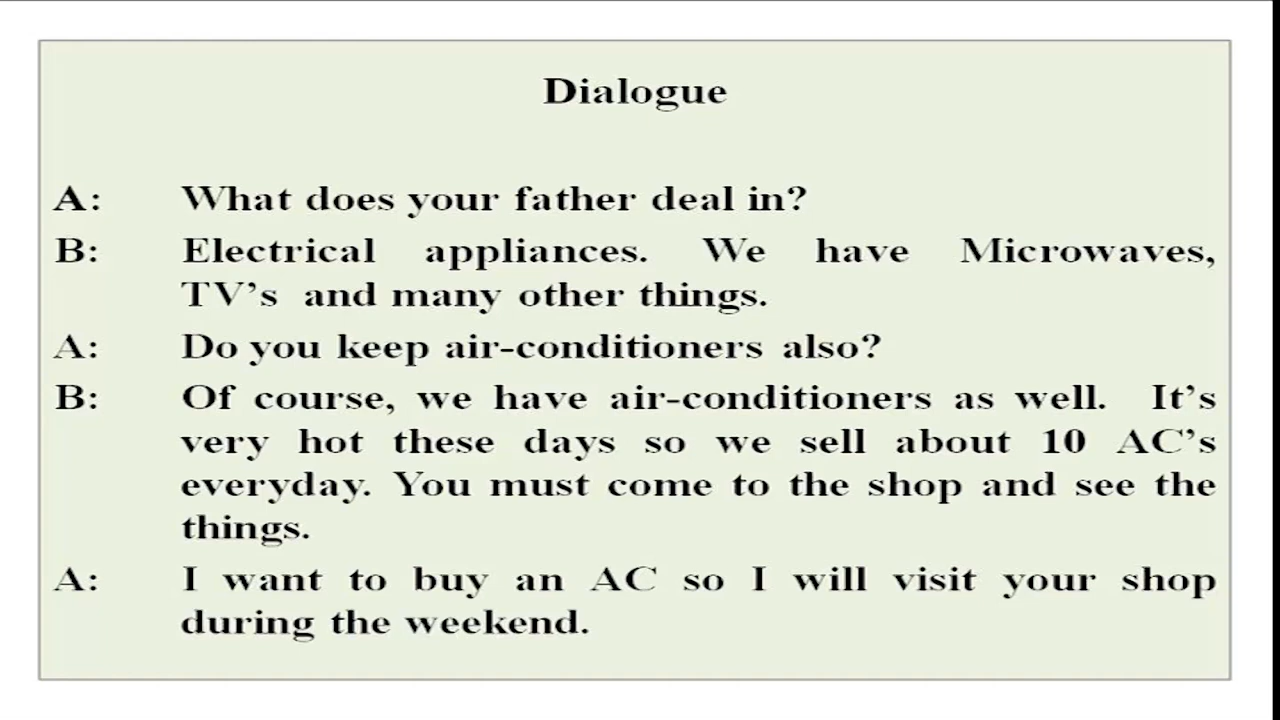 Dialogue
A: What does your father deal in?
B: Electrical appliances. We have Microwaves,
TV's and many other things.
A: Do you keep air-conditioners also?
B: Of course, we have air-conditioners as well. It's
very hot these days so we sell about 10 AC's
everyday. You must come to the shop and see the
things.
A: I want to buy an AC so I will visit your shop
during the weekend.